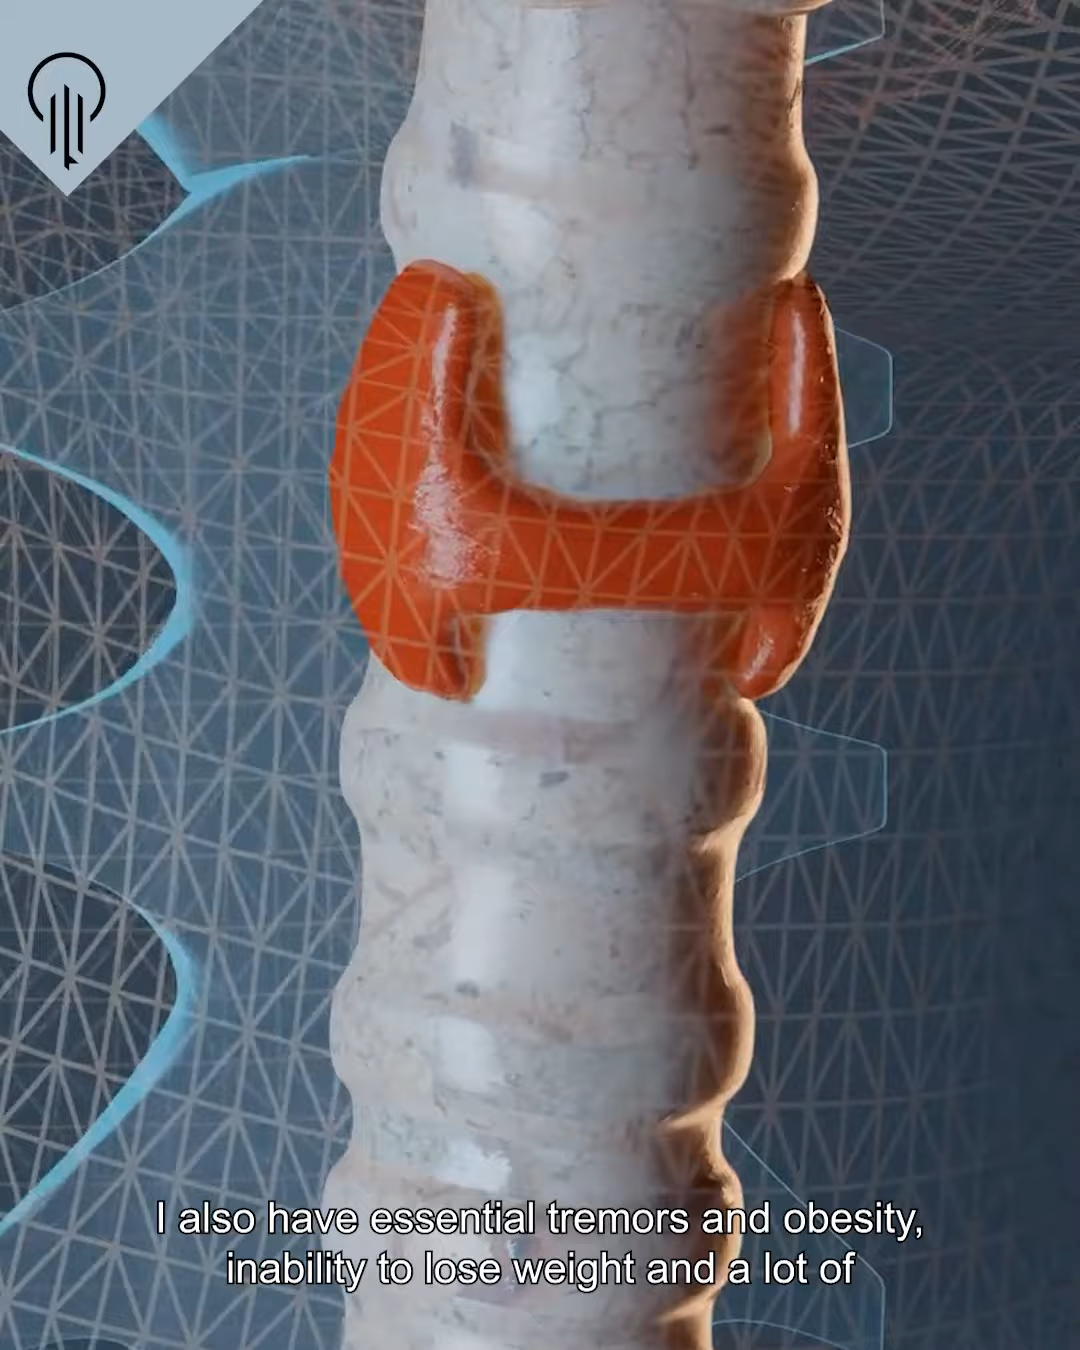 I also have essential tremors and obesity,
inability to lose weight and a lot of